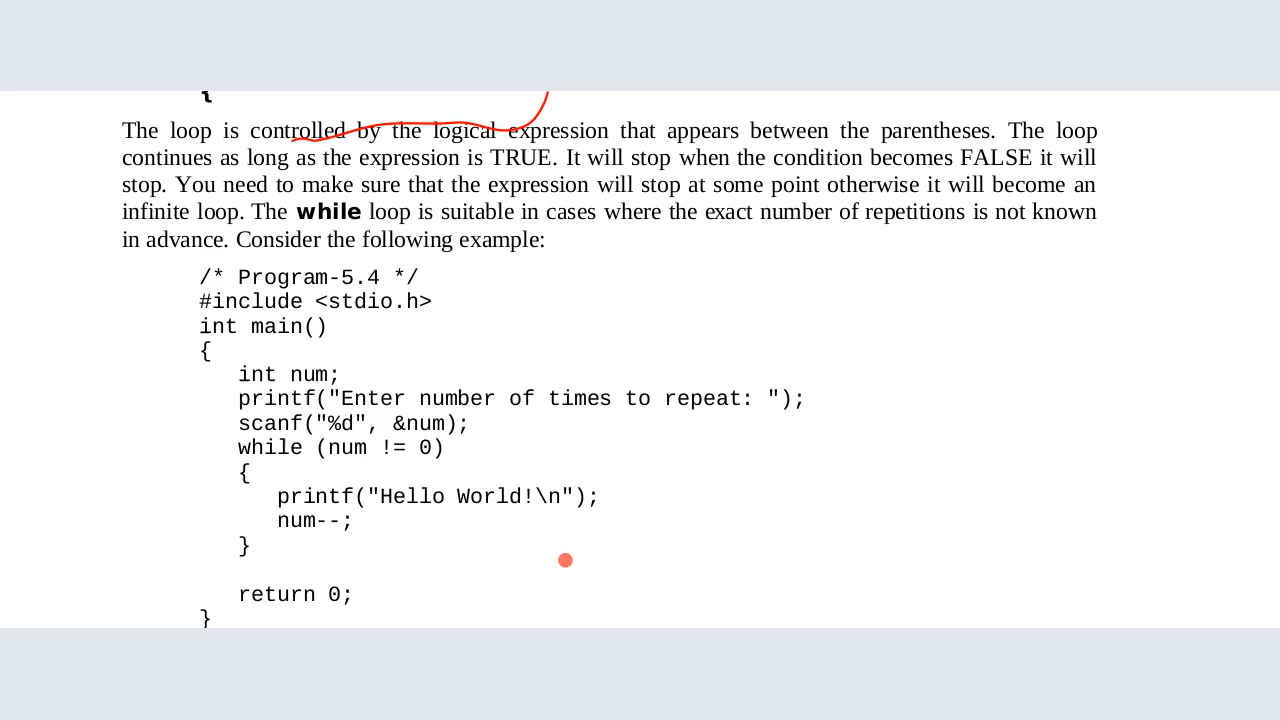 {
The loop is controlled by the logical expression that appears between the parentheses. The loop
continues as long as the expression is TRUE. It will stop when the condition becomes FALSE it will
stop. You need to make sure that the expression will stop at some point otherwise it will become an
infinite loop. The while loop is suitable in cases where the exact number of repetitions is not known
in advance. Consider the following example:
/* Program-5.4 */
#include <stdio.h>
int main()
{
int num;
printf("Enter number of times to repeat: ");
scanf("%d", &num);
while (num != 0)
{
printf("Hello World!\n");
num--;
}
return 0;
}